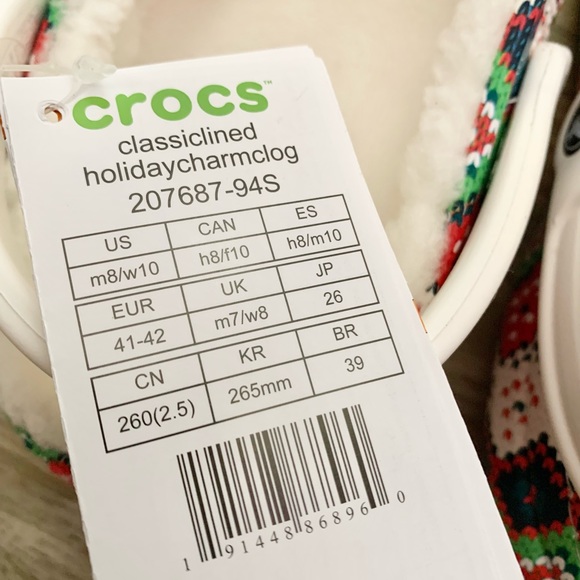 crocs™
classiclined
holidaycharmclog
207687-94S
US CAN ES
m8/w10 h8/f10 h8/m10
EUR UK JP
41-42 m7/w8 26
CN KR BR
260(2.5) 265mm 39
1 91448 86896 0